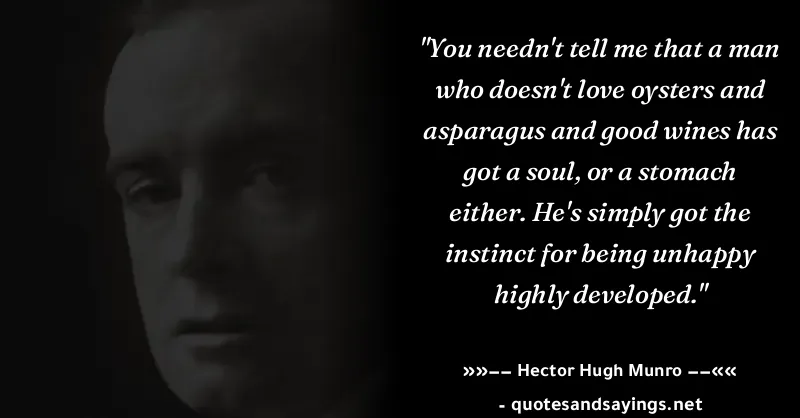 "You needn't tell me that a man
who doesn't love oysters and
asparagus and good wines has
got a soul, or a stomach
either. He's simply got the
instinct for being unhappy
highly developed."
»»−− Hector Hugh Munro −−««
- quotesandsayings.net